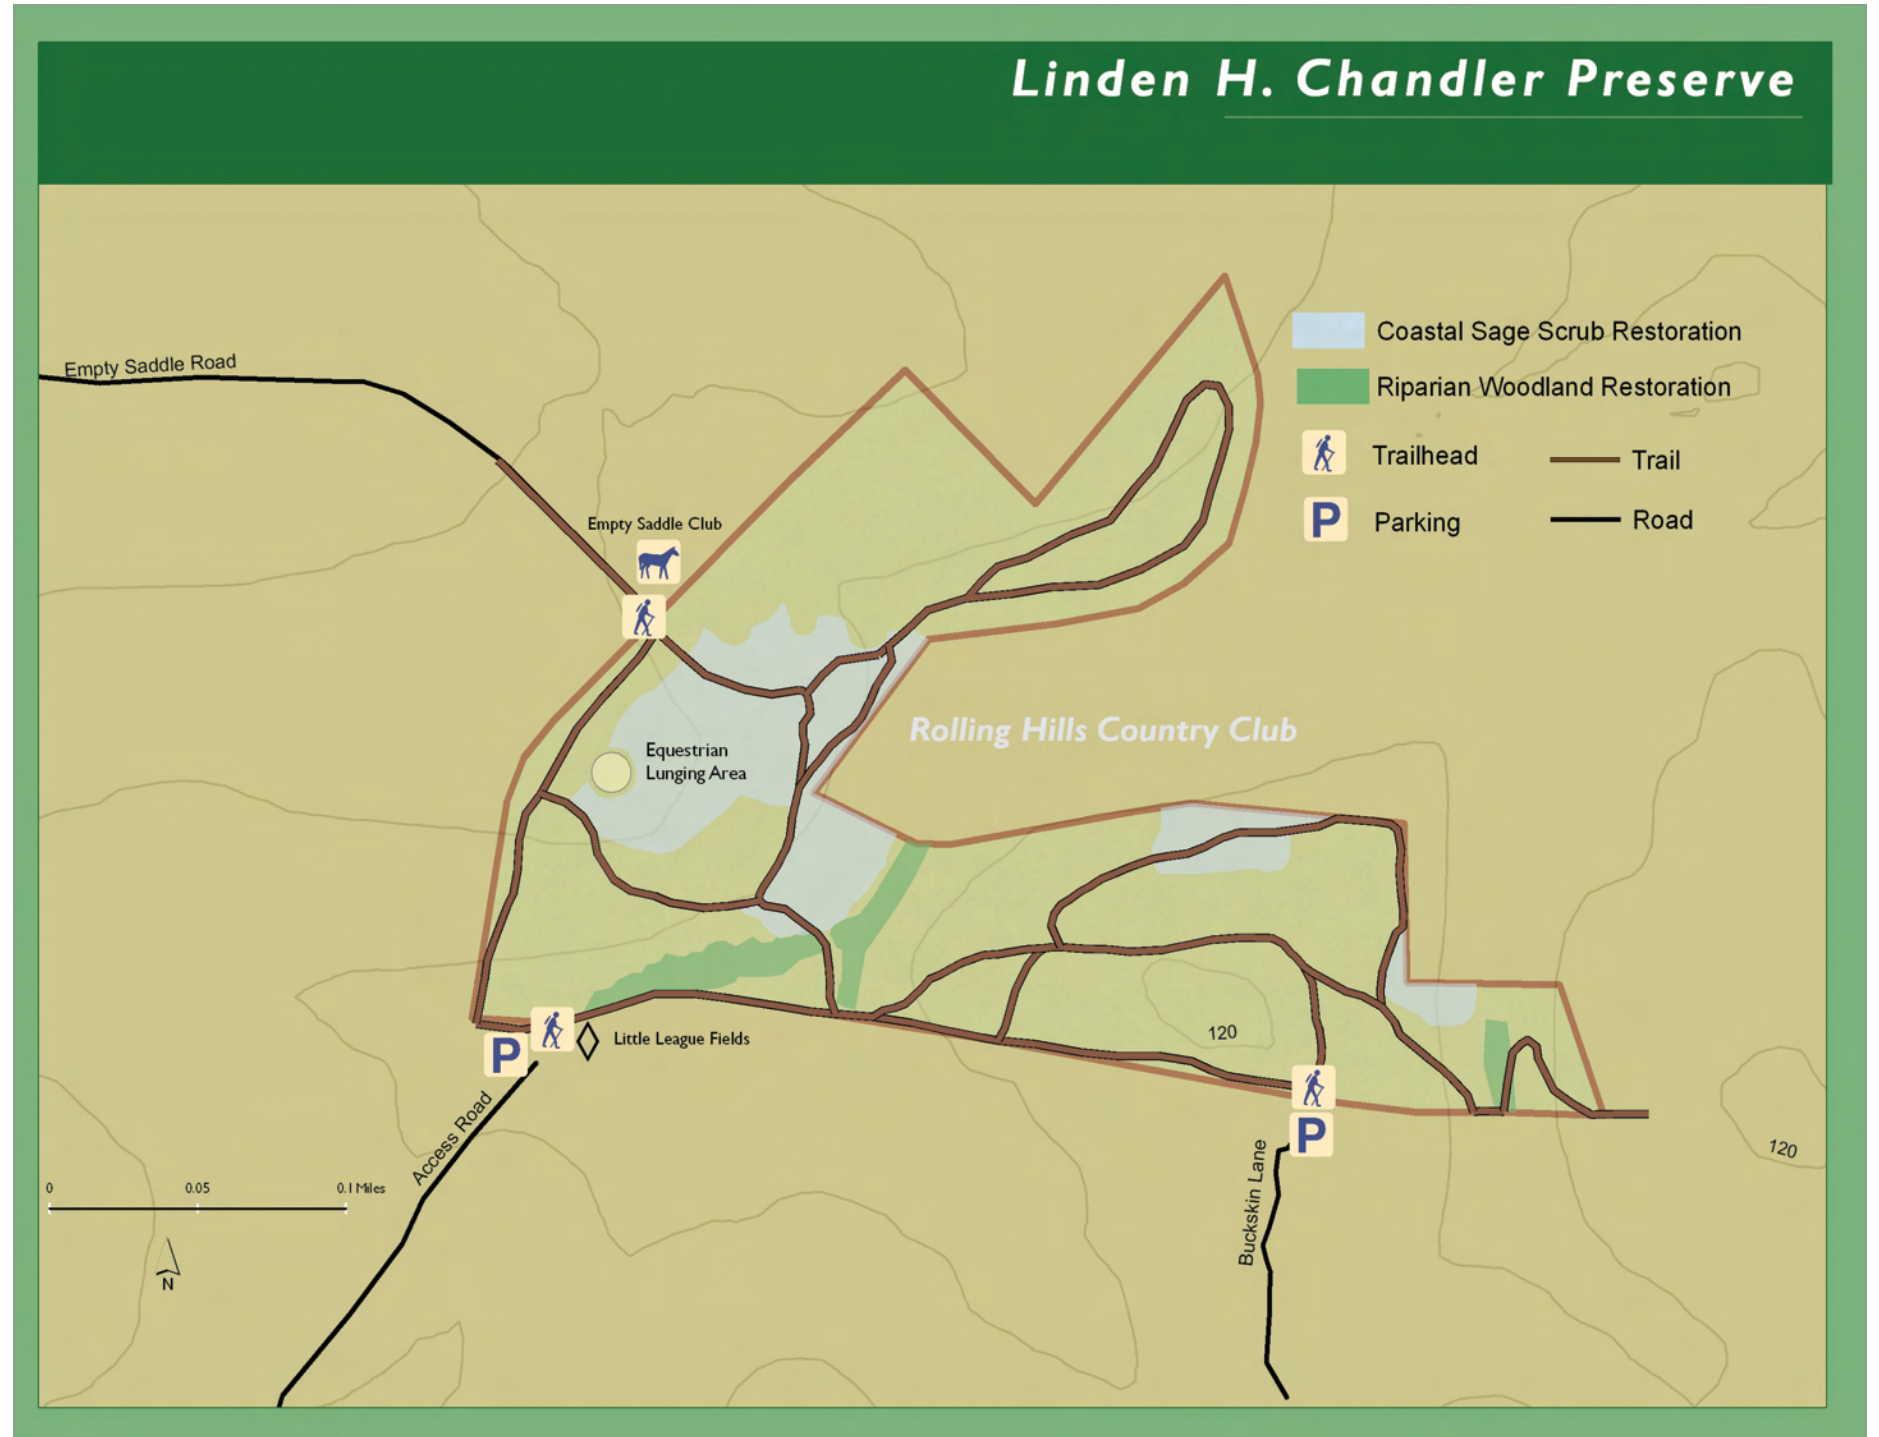 Linden H. Chandler Preserve
Coastal Sage Scrub Restoration
Riparian Woodland Restoration
Trailhead
Trail
P
Parking
Road
Empty Saddle Road
Empty Saddle Club
Rolling Hills Country Club
Equestrian
Lunging Area
120
Little League Fields
P
P
Access Road
Buckskin Lane
120
0
0.05
0.1 Miles
N